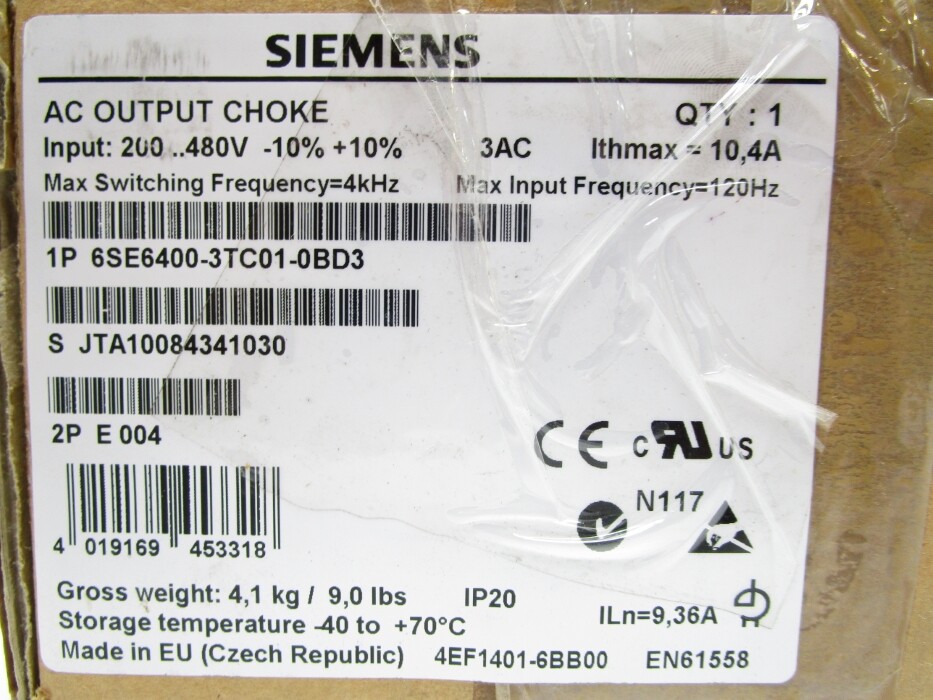 SIEMENS
AC OUTPUT CHOKE QTY : 1
Input: 200 ..480V -10% +10% 3AC Ithmax = 10,4A
Max Switching Frequency=4kHz Max Input Frequency=120Hz
1P 6SE6400-3TC01-0BD3
S JTA10084341030
2P E 004
CE c RU US
N117
4 019169 453318
Gross weight: 4,1 kg / 9,0 lbs IP20
ILn=9,36A
Storage temperature -40 to +70°C
Made in EU (Czech Republic) 4EF1401-6BB00 EN61558